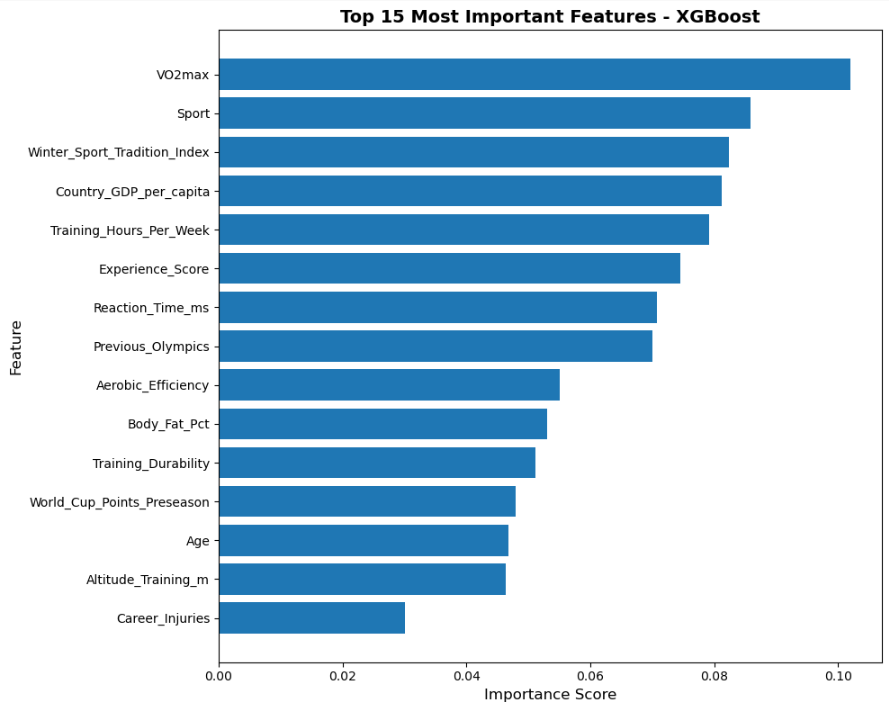 Top 15 Most Important Features - XGBoost
Feature
VO2max
Sport
Winter_Sport_Tradition_Index
Country_GDP_per_capita
Training_Hours_Per_Week
Experience_Score
Reaction_Time_ms
Previous_Olympics
Aerobic_Efficiency
Body_Fat_Pct
Training_Durability
World_Cup_Points_Preseason
Age
Altitude_Training_m
Career_Injuries
0.00 0.02 0.04 0.06 0.08 0.10
Importance Score